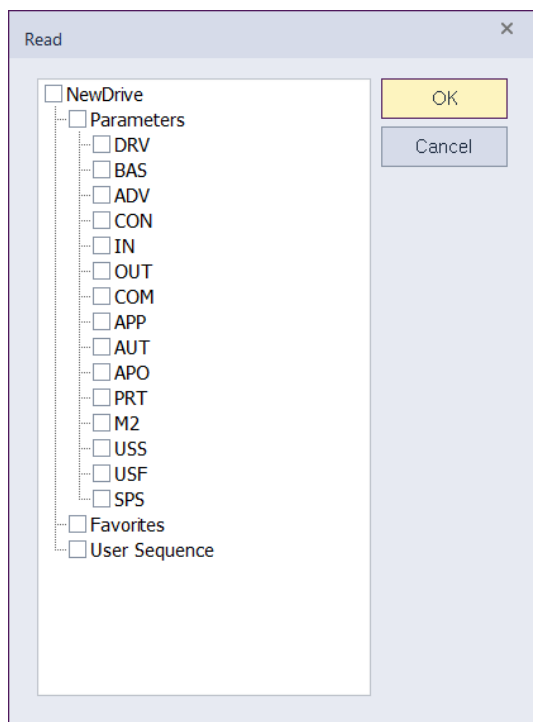 Read
NewDrive
Parameters
DRV
BAS
ADV
CON
IN
OUT
COM
APP
AUT
APO
PRT
M2
USS
USF
SPS
Favorites
User Sequence
OK
Cancel